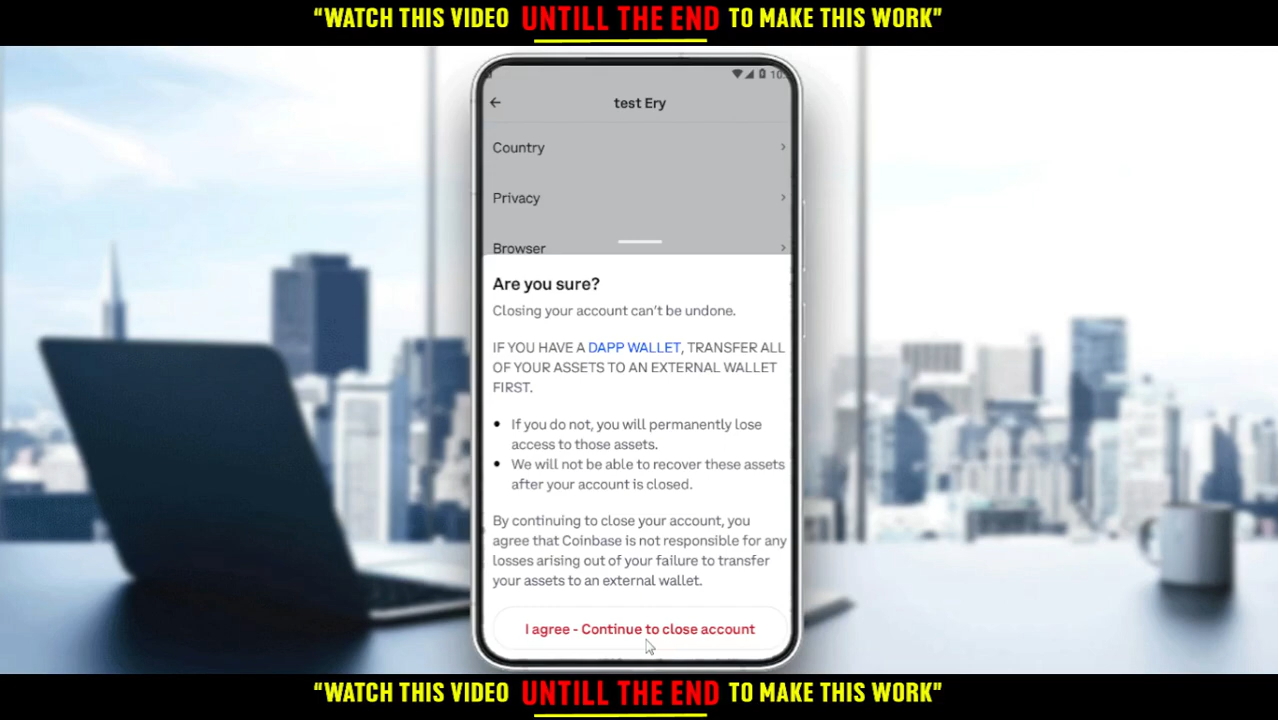 “WATCH THIS VIDEO UNTILL THE END TO MAKE THIS WORK”
test Ery
Country
Privacy
Browser
Are you sure?
Closing your account can’t be undone.
IF YOU HAVE A DAPP WALLET, TRANSFER ALL
OF YOUR ASSETS TO AN EXTERNAL WALLET
FIRST.
• If you do not, you will permanently lose
access to those assets.
• We will not be able to recover these assets
after your account is closed.
By continuing to close your account, you
agree that Coinbase is not responsible for any
losses arising out of your failure to transfer
your assets to an external wallet.
I agree - Continue to close account
“WATCH THIS VIDEO UNTILL THE END TO MAKE THIS WORK”